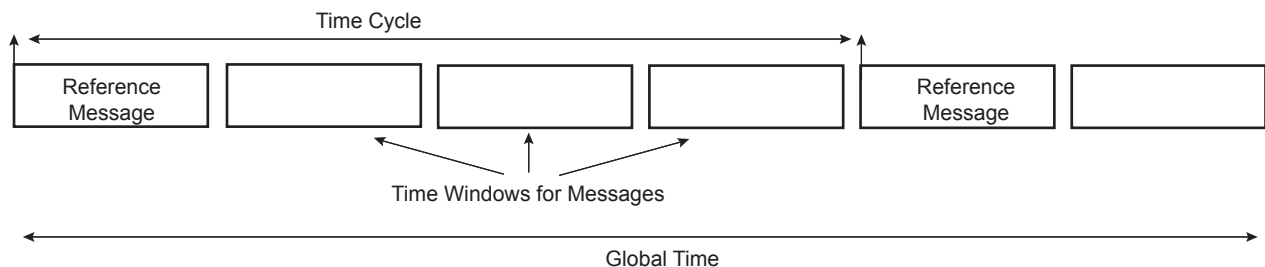 Time Cycle
Reference
Message
Reference
Message
Time Windows for Messages
Global Time